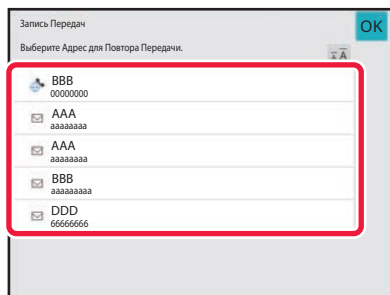 Запись Передач
OK
Выберите Адрес для Повтора Передачи.
A A
BBB
00000000
AAA
aaaaaaaa
AAA
aaaaaaaa
BBB
aaaaaaaaa
DDD
66666666